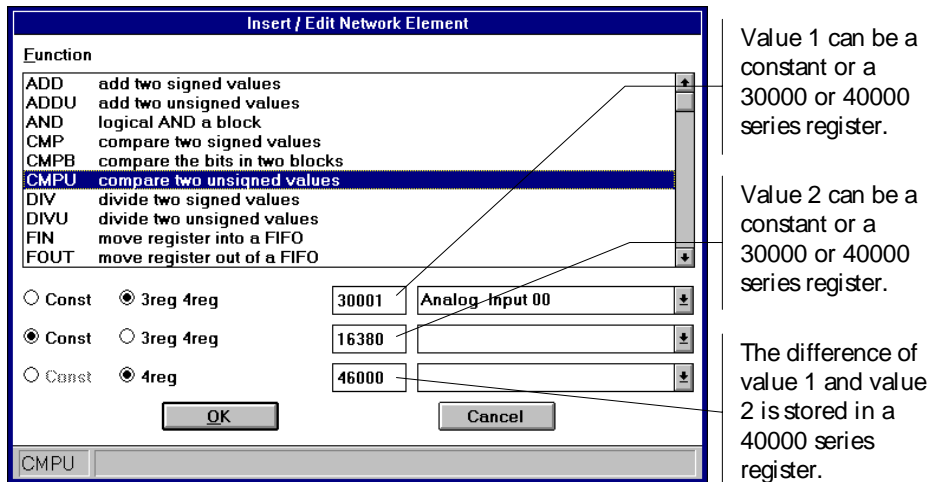 Insert / Edit Network Element
Function
ADD add two signed values
ADDU add two unsigned values
AND logical AND a block
CMP compare two signed values
CMPB compare the bits in two blocks
CMPU compare two unsigned values
DIV divide two signed values
DIVU divide two unsigned values
FIN move register into a FIFO
FOUT move register out of a FIFO
Const 3reg 4reg 30001 Analog Input 00
Const 3reg 4reg 16380
Const 4reg 46000
OK Cancel
CMPU
Value 1 can be a
constant or a
30000 or 40000
series register.
Value 2 can be a
constant or a
30000 or 40000
series register.
The difference of
value 1 and value
2 is stored in a
40000 series
register.